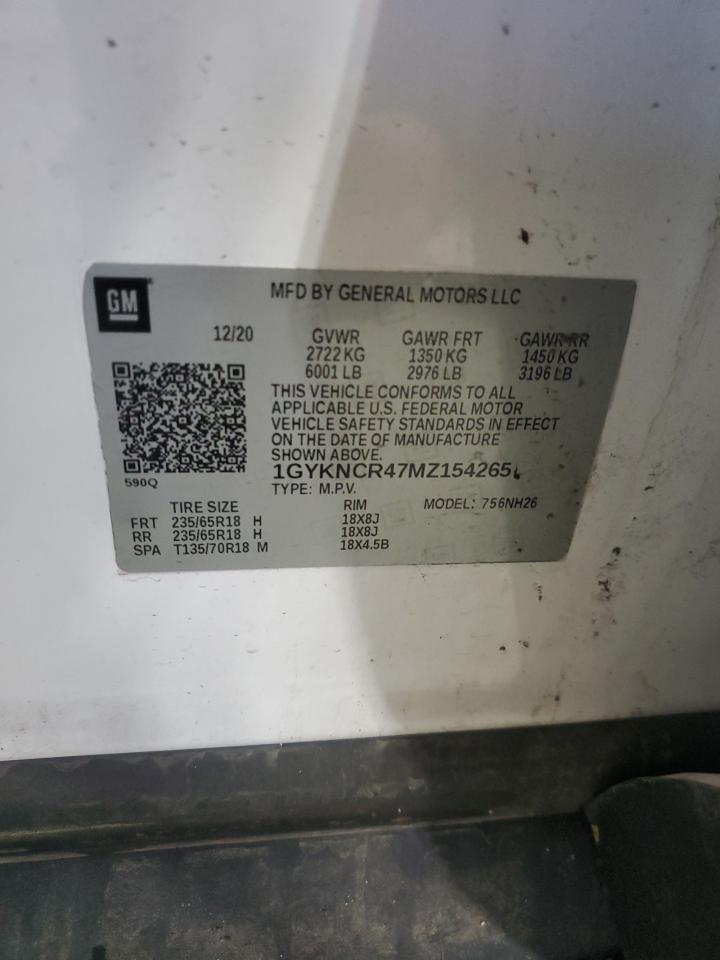 GM
MFD BY GENERAL MOTORS LLC
12/20 GVWR GAWR FRT GAWR RR
2722 KG 1350 KG 1450 KG
6001 LB 2976 LB 3196 LB
THIS VEHICLE CONFORMS TO ALL
APPLICABLE U.S. FEDERAL MOTOR
VEHICLE SAFETY STANDARDS IN EFFECT
ON THE DATE OF MANUFACTURE
SHOWN ABOVE.
590Q
TYPE: M.P.V.
TIRE SIZE RIM MODEL: 756NH26
FRT 235/65R18 H 18X8J
RR 235/65R18 H 18X8J
SPA T135/70R18 M 18X4.5B